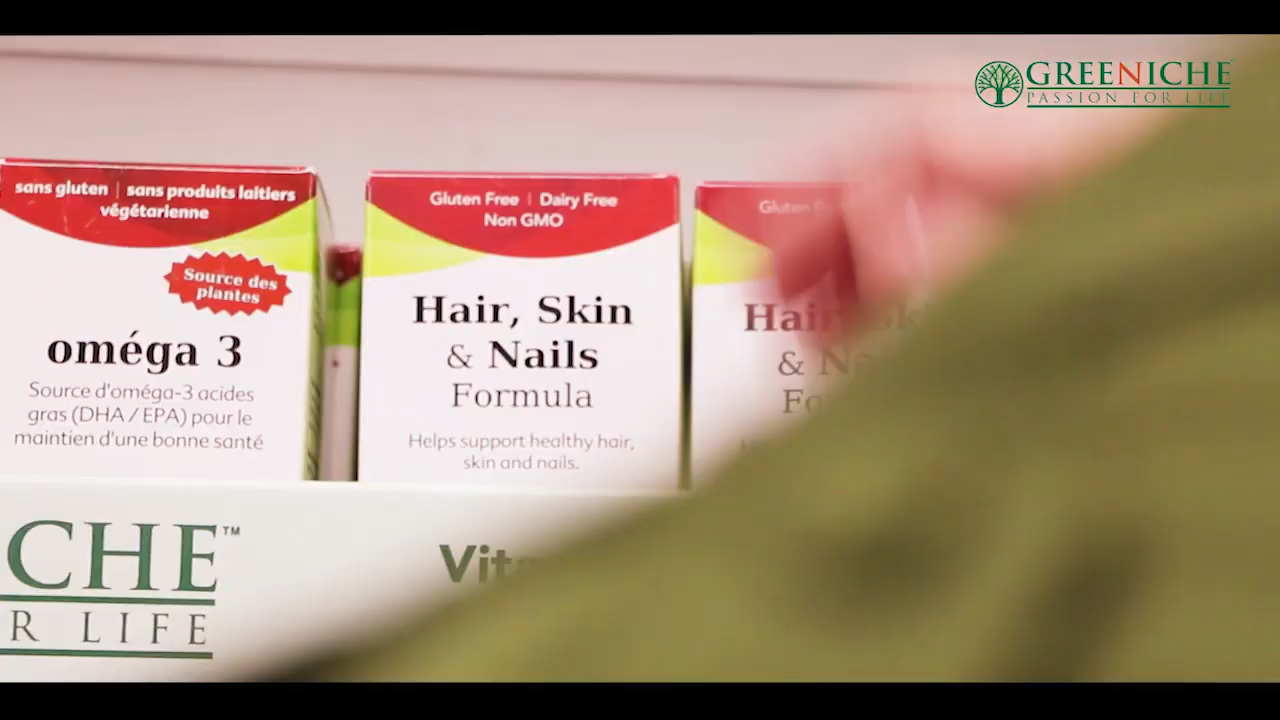 GREENICHE
PASSION FOR LIFE
sans gluten | sans produits laitiers
végétarienne
Source des
plantes
oméga 3
Source d'oméga-3 acides
gras (DHA / EPA) pour le
maintien d'une bonne santé
Gluten Free | Dairy Free
Non GMO
Hair, Skin
& Nails
Formula
Helps support healthy hair,
skin and nails.
Gluten
Hair,
&
CHE™
R LIFE